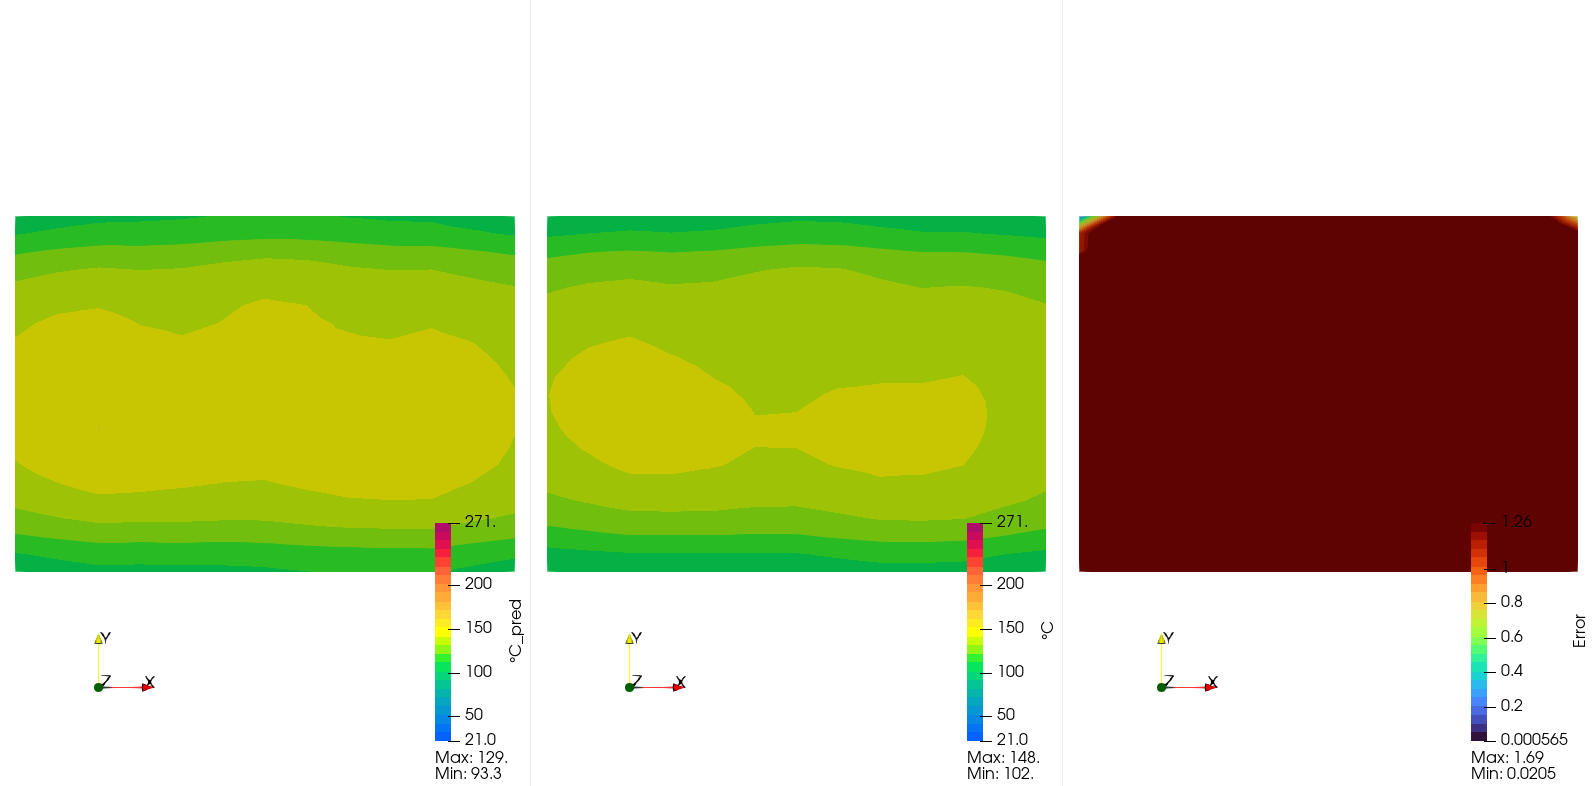 271.
200
150
100
50
21.0
°C_pred
Max: 129.
Min: 93.3
Y
Z
X
271.
200
150
100
50
21.0
°C
Max: 148.
Min: 102.
Y
Z
X
1.26
1
0.8
0.6
0.4
0.2
0.000565
Error
Max: 1.69
Min: 0.0205
Y
Z
X